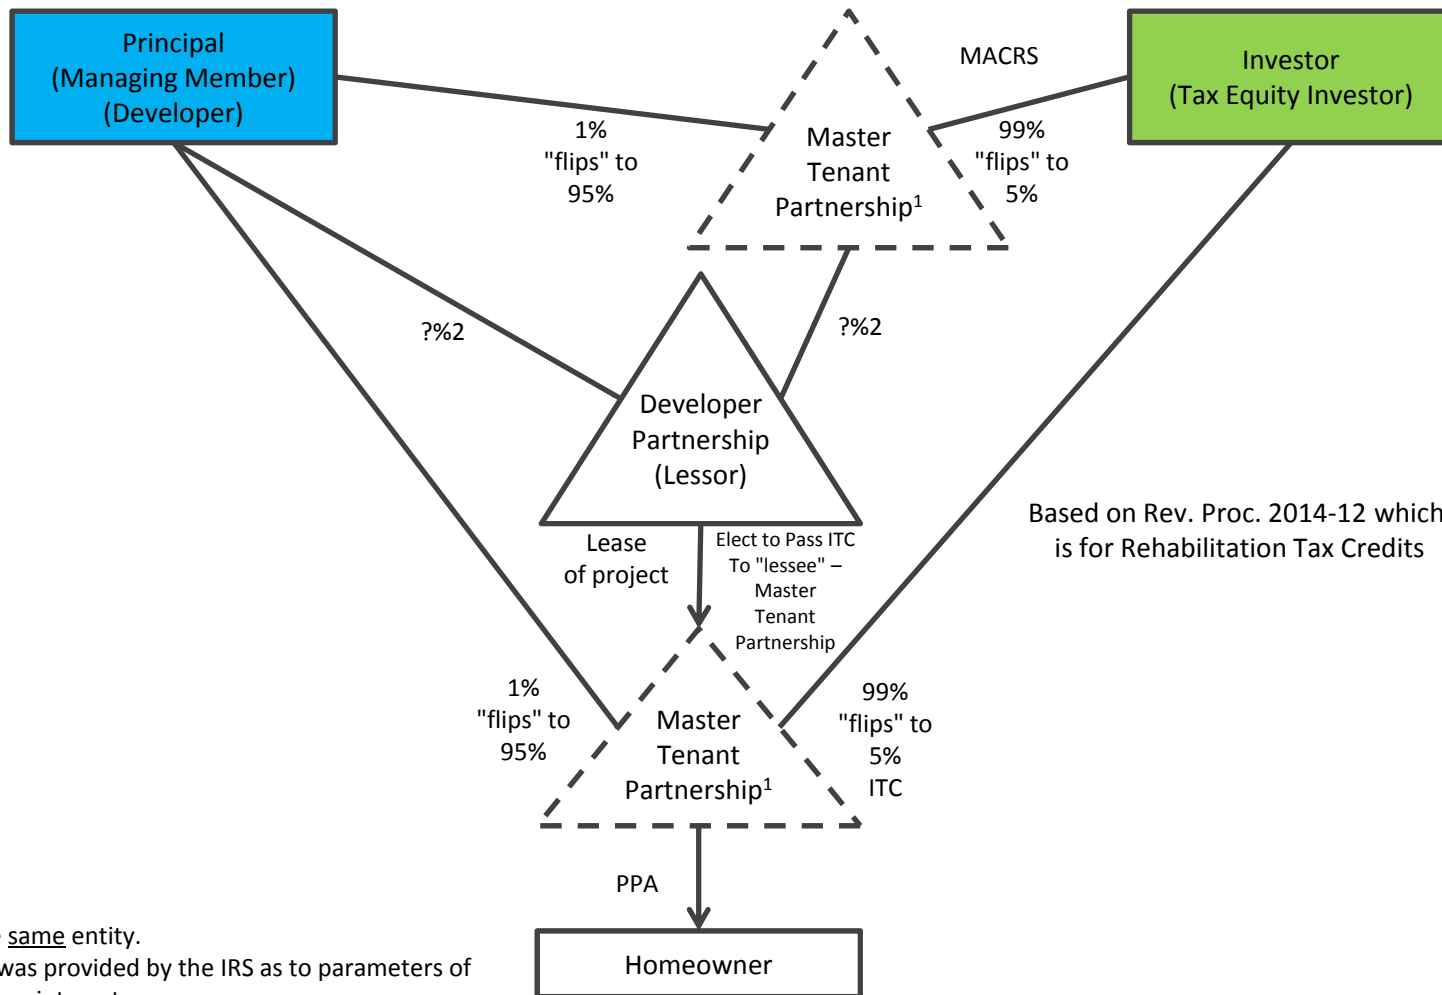 Principal
(Managing Member)
(Developer)
MACRS
Investor
(Tax Equity Investor)
1%
"flips" to
95%
Master
Tenant
Partnership1
99%
"flips" to
5%
?%2
?%2
Developer
Partnership
(Lessor)
Based on Rev. Proc. 2014-12 which
is for Rehabilitation Tax Credits
Lease
of project
Elect to Pass ITC
To "lessee" –
Master
Tenant
Partnership
1%
"flips" to
95%
Master
Tenant
Partnership1
99%
"flips" to
5%
ITC
PPA
Homeowner
same entity.
was provided by the IRS as to parameters of